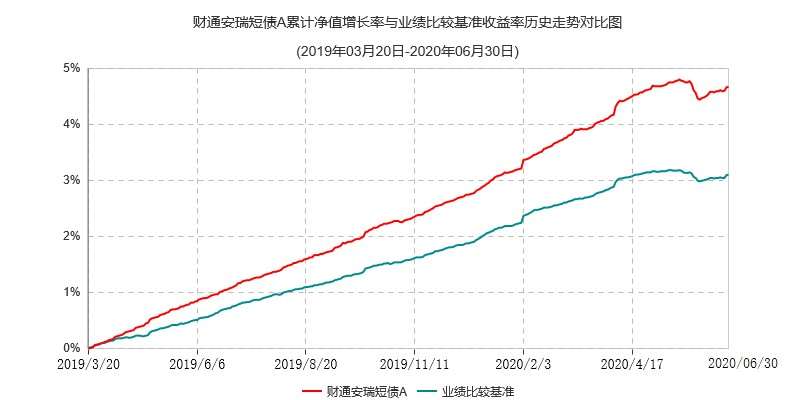 财通安瑞短债A累计净值增长率与业绩比较基准收益率历史走势对比图
(2019年03月20日-2020年06月30日)
5%
4%
3%
2%
1%
0%
2019/3/20 2019/6/6 2019/8/20 2019/11/11 2020/2/3 2020/4/17 2020/06/30
财通安瑞短债A 业绩比较基准